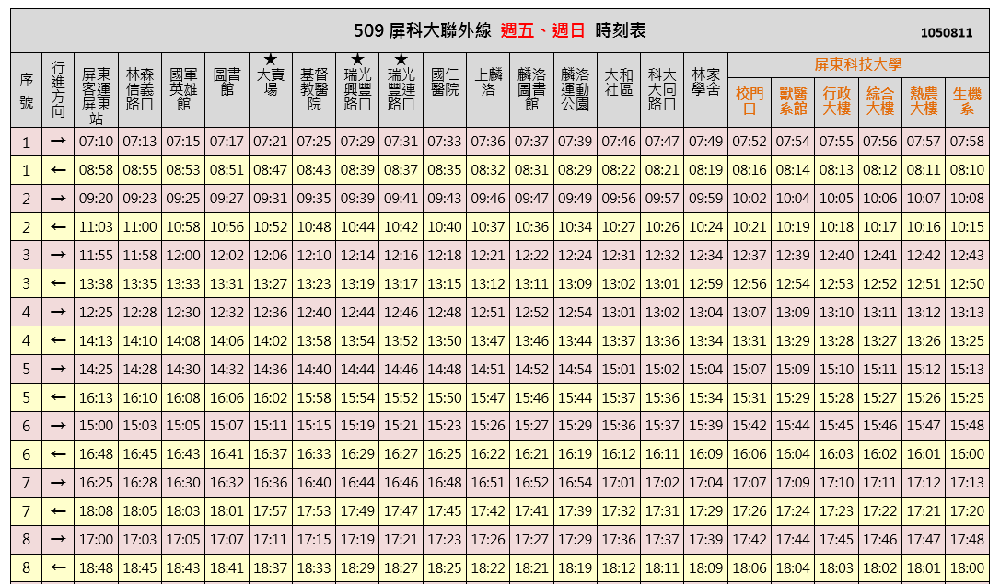 509 屏科大聯外線 週五、週日 時刻表 1050811
序號 行進方向 屏東客運屏東站 林森信義路口 國軍英雄館 圖書館 ★大賣場 基督教醫院 ★瑞光興豐路口 ★瑞光豐連路口 國仁醫院 上麟洛 麟洛圖書館 麟洛運動公園 大和社區 科大大同路口 林家學舍 屏東科技大學
校門口 獸醫系館 行政大樓 綜合大樓 熱農大樓 生機系
1 → 07:10 07:13 07:15 07:17 07:21 07:25 07:29 07:31 07:33 07:36 07:37 07:39 07:46 07:47 07:49 07:52 07:54 07:55 07:56 07:57 07:58
1 ← 08:58 08:55 08:53 08:51 08:47 08:43 08:39 08:37 08:35 08:32 08:31 08:29 08:22 08:21 08:19 08:16 08:14 08:13 08:12 08:11 08:10
2 → 09:20 09:23 09:25 09:27 09:31 09:35 09:39 09:41 09:43 09:46 09:47 09:49 09:56 09:57 09:59 10:02 10:04 10:05 10:06 10:07 10:08
2 ← 11:03 11:00 10:58 10:56 10:52 10:48 10:44 10:42 10:40 10:37 10:36 10:34 10:27 10:26 10:24 10:21 10:19 10:18 10:17 10:16 10:15
3 → 11:55 11:58 12:00 12:02 12:06 12:10 12:14 12:16 12:18 12:21 12:22 12:24 12:31 12:32 12:34 12:37 12:39 12:40 12:41 12:42 12:43
3 ← 13:38 13:35 13:33 13:31 13:27 13:23 13:19 13:17 13:15 13:12 13:11 13:09 13:02 13:01 12:59 12:56 12:54 12:53 12:52 12:51 12:50
4 → 12:25 12:28 12:30 12:32 12:36 12:40 12:44 12:46 12:48 12:51 12:52 12:54 13:01 13:02 13:04 13:07 13:09 13:10 13:11 13:12 13:13
4 ← 14:13 14:10 14:08 14:06 14:02 13:58 13:54 13:52 13:50 13:47 13:46 13:44 13:37 13:36 13:34 13:31 13:29 13:28 13:27 13:26 13:25
5 → 14:25 14:28 14:30 14:32 14:36 14:40 14:44 14:46 14:48 14:51 14:52 14:54 15:01 15:02 15:04 15:07 15:09 15:10 15:11 15:12 15:13
5 ← 16:13 16:10 16:08 16:06 16:02 15:58 15:54 15:52 15:50 15:47 15:46 15:44 15:37 15:36 15:34 15:31 15:29 15:28 15:27 15:26 15:25
6 → 15:00 15:03 15:05 15:07 15:11 15:15 15:19 15:21 15:23 15:26 15:27 15:29 15:36 15:37 15:39 15:42 15:44 15:45 15:46 15:47 15:48
6 ← 16:48 16:45 16:43 16:41 16:37 16:33 16:29 16:27 16:25 16:22 16:21 16:19 16:12 16:11 16:09 16:06 16:04 16:03 16:02 16:01 16:00
7 → 16:25 16:28 16:30 16:32 16:36 16:40 16:44 16:46 16:48 16:51 16:52 16:54 17:01 17:02 17:04 17:07 17:09 17:10 17:11 17:12 17:13
7 ← 18:08 18:05 18:03 18:01 17:57 17:53 17:49 17:47 17:45 17:42 17:41 17:39 17:32 17:31 17:29 17:26 17:24 17:23 17:22 17:21 17:20
8 → 17:00 17:03 17:05 17:07 17:11 17:15 17:19 17:21 17:23 17:26 17:27 17:29 17:36 17:37 17:39 17:42 17:44 17:45 17:46 17:47 17:48
8 ← 18:48 18:45 18:43 18:41 18:37 18:33 18:29 18:27 18:25 18:22 18:21 18:19 18:12 18:11 18:09 18:06 18:04 18:03 18:02 18:01 18:00